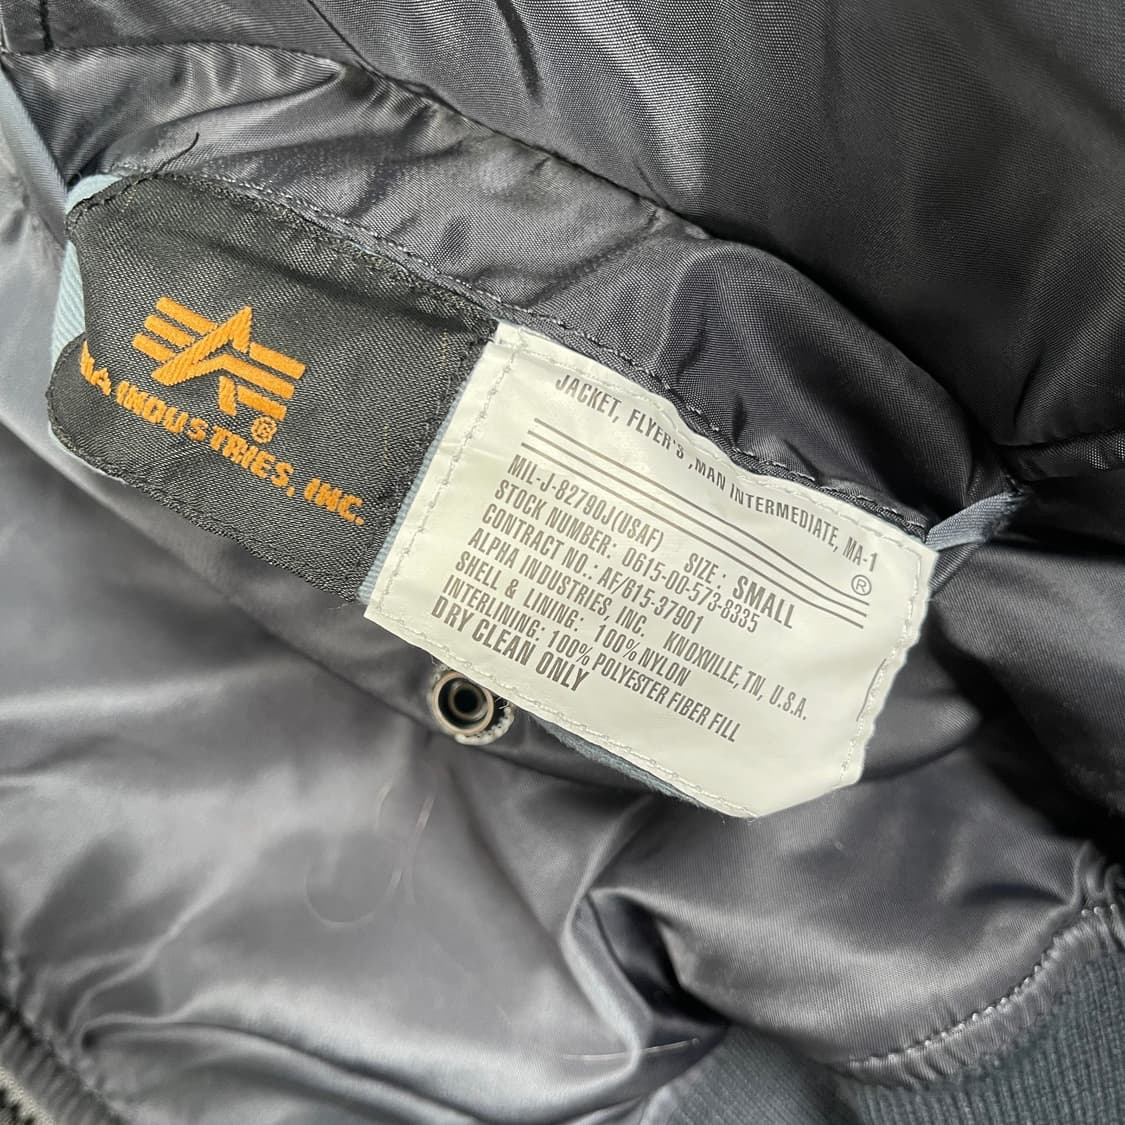 INDUSTRIES, INC.
®
JACKET, FLYER'S ,MAN INTERMEDIATE, MA-1
®
MIL-J-82790J(USAF) SIZE: SMALL
STOCK NUMBER: 0615-00-573-8335
CONTRACT NO.: AF/615-37901
ALPHA INDUSTRIES, INC. KNOXVILLE, TN, U.S.A.
SHELL & LINING: 100% NYLON
INTERLINING: 100% POLYESTER FIBER FILL
DRY CLEAN ONLY